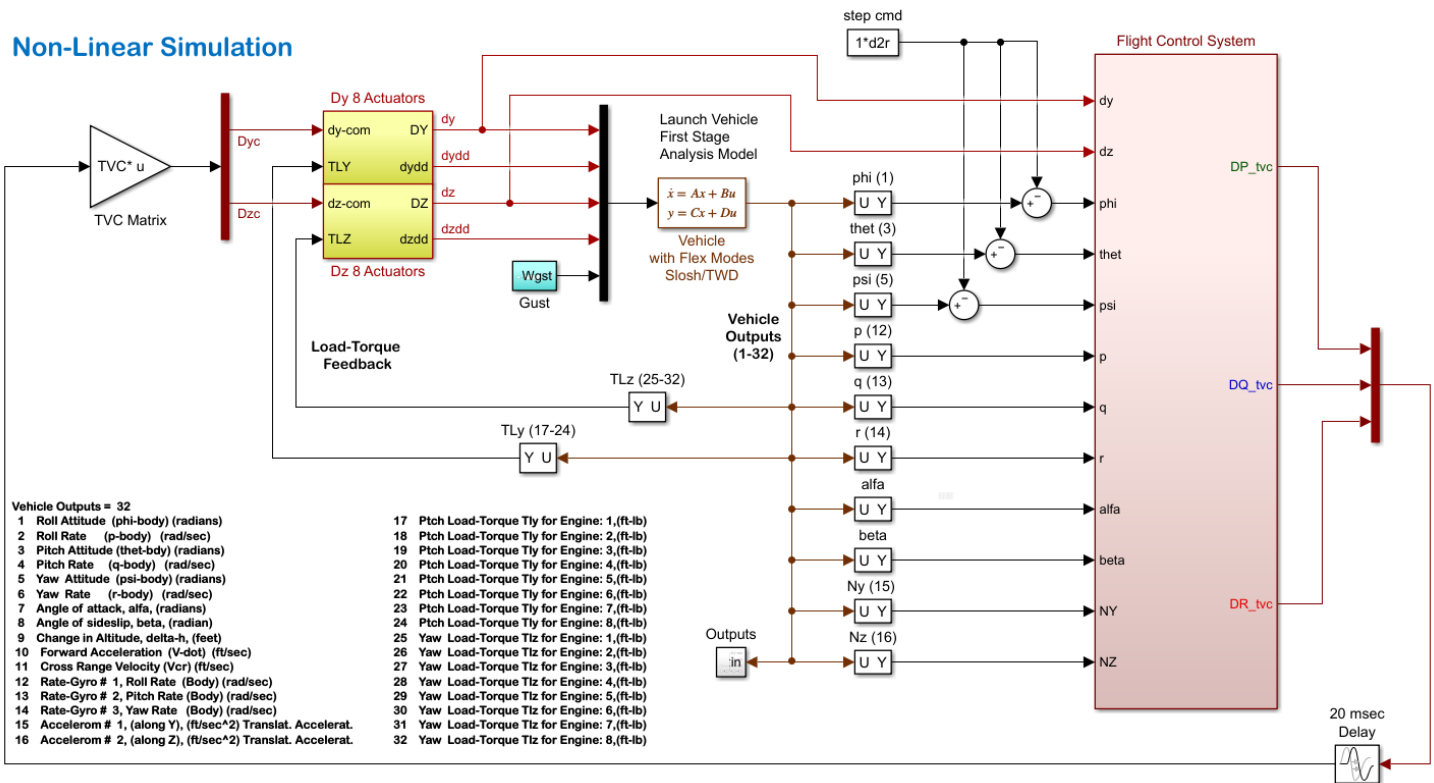 Non-Linear Simulation
step cmd
1*d2r
Flight Control System
Dy 8 Actuators
dy-com
DY
TLY
dydd
dz-com
DZ
TLZ
dzdd
Dz 8 Actuators
Dyc
Dzc
TVC* u
TVC Matrix
dy
dydd
dz
dzdd
Wgst
Gust
Launch Vehicle
First Stage
Analysis Model
ẋ = Ax + Bu
y = Cx + Du
Vehicle
with Flex Modes
Slosh/TWD
Vehicle
Outputs
(1-32)
Load-Torque
Feedback
TLz (25-32)
Y U
TLy (17-24)
Y U
phi (1)
U Y
thet (3)
U Y
psi (5)
U Y
p (12)
U Y
q (13)
U Y
r (14)
U Y
alfa
U Y
beta
U Y
Ny (15)
U Y
Nz (16)
U Y
Outputs
in
+ −
+ −
+ −
dy
dz
phi
thet
psi
p
q
r
alfa
beta
NY
NZ
DP_tvc
DQ_tvc
DR_tvc
20 msec
Delay
Vehicle Outputs = 32
1 Roll Attitude (phi-body) (radians)
2 Roll Rate (p-body) (rad/sec)
3 Pitch Attitude (thet-bdy) (radians)
4 Pitch Rate (q-body) (rad/sec)
5 Yaw Attitude (psi-body) (radians)
6 Yaw Rate (r-body) (rad/sec)
7 Angle of attack, alfa, (radians)
8 Angle of sideslip, beta, (radian)
9 Change in Altitude, delta-h, (feet)
10 Forward Acceleration (V-dot) (ft/sec)
11 Cross Range Velocity (Vcr) (ft/sec)
12 Rate-Gyro # 1, Roll Rate (Body) (rad/sec)
13 Rate-Gyro # 2, Pitch Rate (Body) (rad/sec)
14 Rate-Gyro # 3, Yaw Rate (Body) (rad/sec)
15 Accelerom # 1, (along Y), (ft/sec^2) Translat. Accelerat.
16 Accelerom # 2, (along Z), (ft/sec^2) Translat. Accelerat.
17 Ptch Load-Torque Tly for Engine: 1,(ft-lb)
18 Ptch Load-Torque Tly for Engine: 2,(ft-lb)
19 Ptch Load-Torque Tly for Engine: 3,(ft-lb)
20 Ptch Load-Torque Tly for Engine: 4,(ft-lb)
21 Ptch Load-Torque Tly for Engine: 5,(ft-lb)
22 Ptch Load-Torque Tly for Engine: 6,(ft-lb)
23 Ptch Load-Torque Tly for Engine: 7,(ft-lb)
24 Ptch Load-Torque Tly for Engine: 8,(ft-lb)
25 Yaw Load-Torque Tlz for Engine: 1,(ft-lb)
26 Yaw Load-Torque Tlz for Engine: 2,(ft-lb)
27 Yaw Load-Torque Tlz for Engine: 3,(ft-lb)
28 Yaw Load-Torque Tlz for Engine: 4,(ft-lb)
29 Yaw Load-Torque Tlz for Engine: 5,(ft-lb)
30 Yaw Load-Torque Tlz for Engine: 6,(ft-lb)
31 Yaw Load-Torque Tlz for Engine: 7,(ft-lb)
32 Yaw Load-Torque Tlz for Engine: 8,(ft-lb)